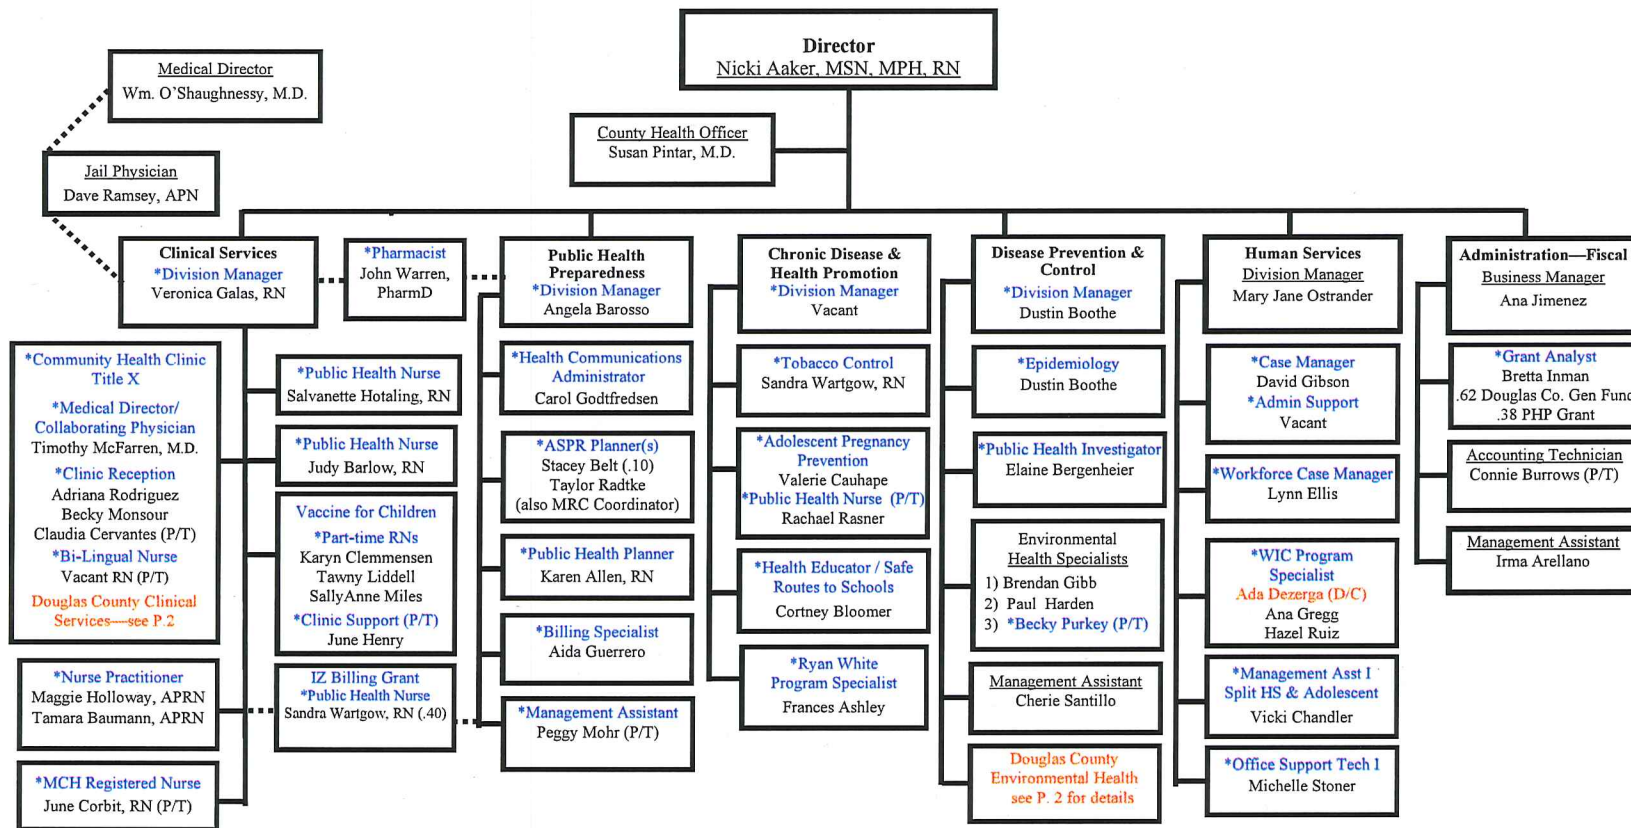 Director
Nicki Aaker, MSN, MPH, RN
Medical Director
Wm. O'Shaughnessy, M.D.
County Health Officer
Susan Pintar, M.D.
Jail Physician
Dave Ramsey, APN
Clinical Services
*Division Manager
Veronica Galas, RN
*Pharmacist
John Warren,
PharmD
Public Health
Preparedness
*Division Manager
Angela Barosso
Chronic Disease &
Health Promotion
*Division Manager
Vacant
Disease Prevention &
Control
*Division Manager
Dustin Boothe
Human Services
Division Manager
Mary Jane Ostrander
Administration—Fiscal
Business Manager
Ana Jimenez
*Community Health Clinic
Title X
*Medical Director/
Collaborating Physician
Timothy McFarren, M.D.
*Clinic Reception
Adriana Rodriguez
Becky Monsour
Claudia Cervantes (P/T)
*Bi-Lingual Nurse
Vacant RN (P/T)
Douglas County Clinical
Services—see P.2
*Nurse Practitioner
Maggie Holloway, APRN
Tamara Baumann, APRN
*MCH Registered Nurse
June Corbit, RN (P/T)
*Public Health Nurse
Salvanette Hotaling, RN
*Public Health Nurse
Judy Barlow, RN
Vaccine for Children
*Part-time RNs
Karyn Clemmensen
Tawny Liddell
SallyAnne Miles
*Clinic Support (P/T)
June Henry
IZ Billing Grant
*Public Health Nurse
Sandra Wartgow, RN (.40)
*Health Communications
Administrator
Carol Godtfredsen
*ASPR Planner(s)
Stacey Belt (.10)
Taylor Radtke
(also MRC Coordinator)
*Public Health Planner
Karen Allen, RN
*Billing Specialist
Aida Guerrero
*Management Assistant
Peggy Mohr (P/T)
*Tobacco Control
Sandra Wartgow, RN
*Adolescent Pregnancy
Prevention
Valerie Cauhape
*Public Health Nurse (P/T)
Rachael Rasner
*Health Educator / Safe
Routes to Schools
Cortney Bloomer
*Ryan White
Program Specialist
Frances Ashley
*Epidemiology
Dustin Boothe
*Public Health Investigator
Elaine Bergenheier
Environmental
Health Specialists
1) Brendan Gibb
2) Paul Harden
3) *Becky Purkey (P/T)
Management Assistant
Cherie Santillo
Douglas County
Environmental Health
see P. 2 for details
*Case Manager
David Gibson
*Admin Support
Vacant
*Workforce Case Manager
Lynn Ellis
*WIC Program
Specialist
Ada Dezerga (D/C)
Ana Gregg
Hazel Ruiz
*Management Asst I
Split HS & Adolescent
Vicki Chandler
*Office Support Tech 1
Michelle Stoner
*Grant Analyst
Bretta Inman
.62 Douglas Co. Gen Fund
.38 PHP Grant
Accounting Technician
Connie Burrows (P/T)
Management Assistant
Irma Arellano